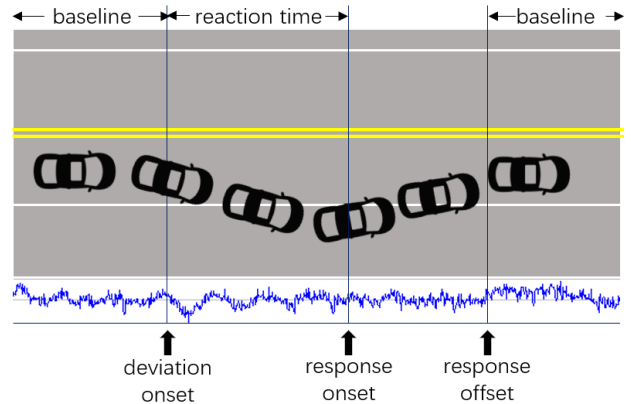 baseline
reaction time
baseline
deviation
onset
response
onset
response
offset